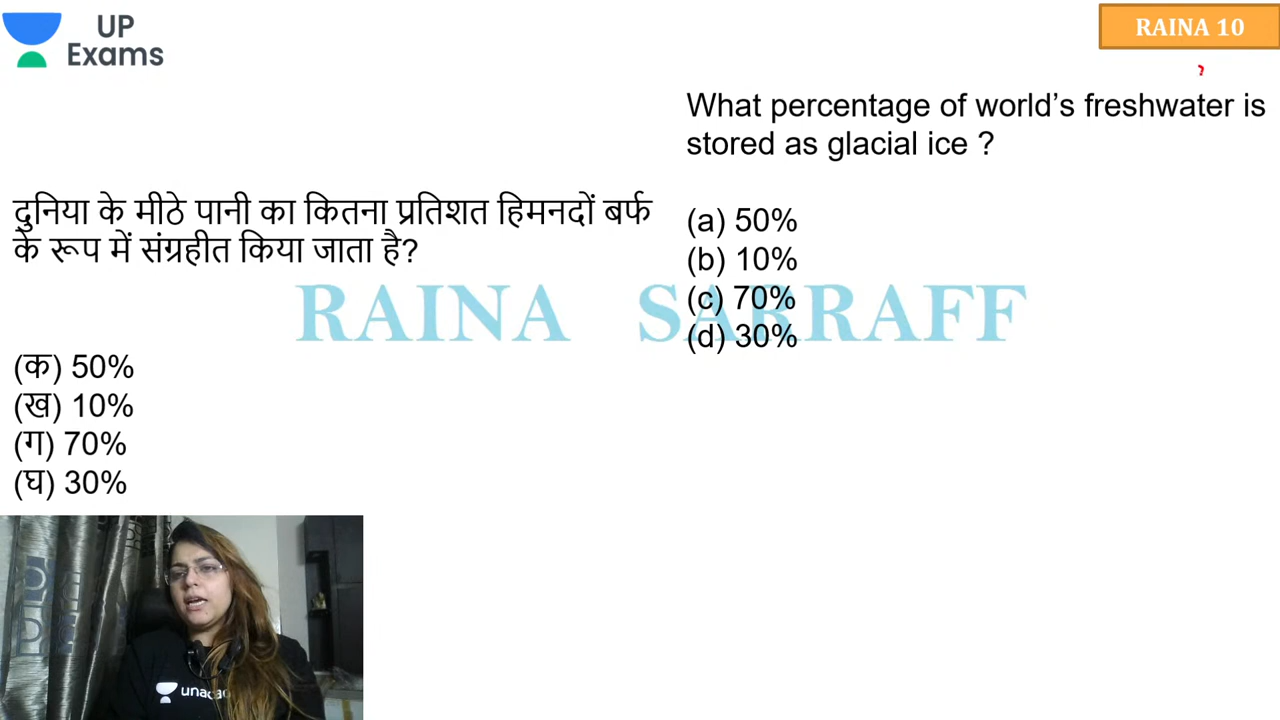 UP
Exams
RAINA 10
What percentage of world’s freshwater is
stored as glacial ice ?
(a) 50%
(b) 10%
(c) 70%
(d) 30%
दुनिया के मीठे पानी का कितना प्रतिशत हिमनदों बर्फ
के रूप में संग्रहीत किया जाता है?
RAINA SARRAFF
(क) 50%
(ख) 10%
(ग) 70%
(घ) 30%